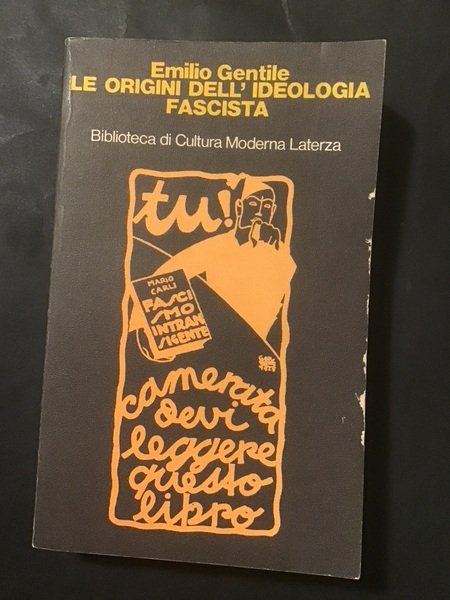 Emilio Gentile
LE ORIGINI DELL'IDEOLOGIA
FASCISTA
Biblioteca di Cultura Moderna Laterza
tu!
MARIO
CARLI
FASCI
SMO
INTRAN
SIGENTE
camerata
devi
leggere
questo
libro